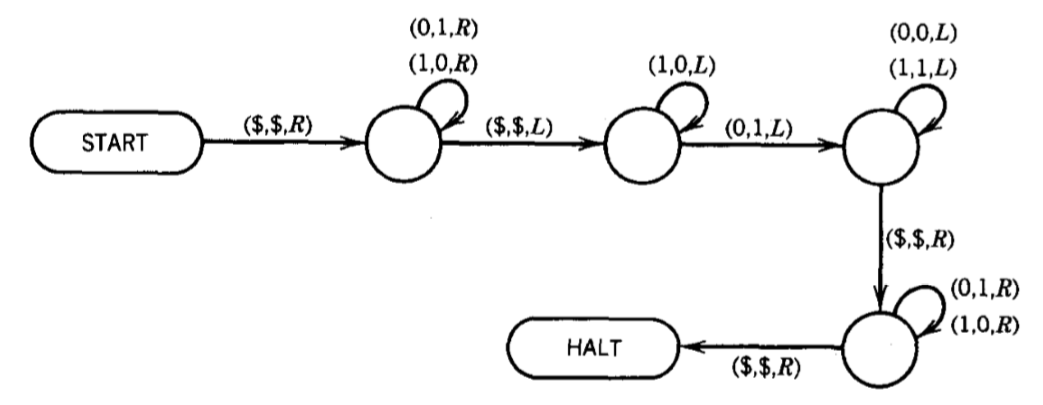 (0,1,R)
(1,0,R)
(1,0,L)
(0,0,L)
(1,1,L)
START
($,$,R)
($,$,L)
(0,1,L)
($,$,R)
(0,1,R)
(1,0,R)
HALT
($,$,R)